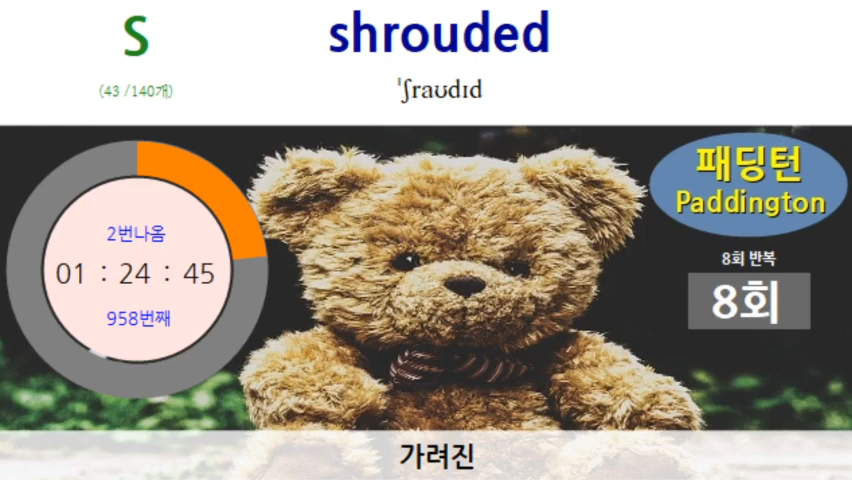 S
shrouded
(43 /140개)
ˈʃraʊdɪd
패딩턴
Paddington
2번나옴
01 : 24 : 45
958번째
8회 반복
8회
가려진